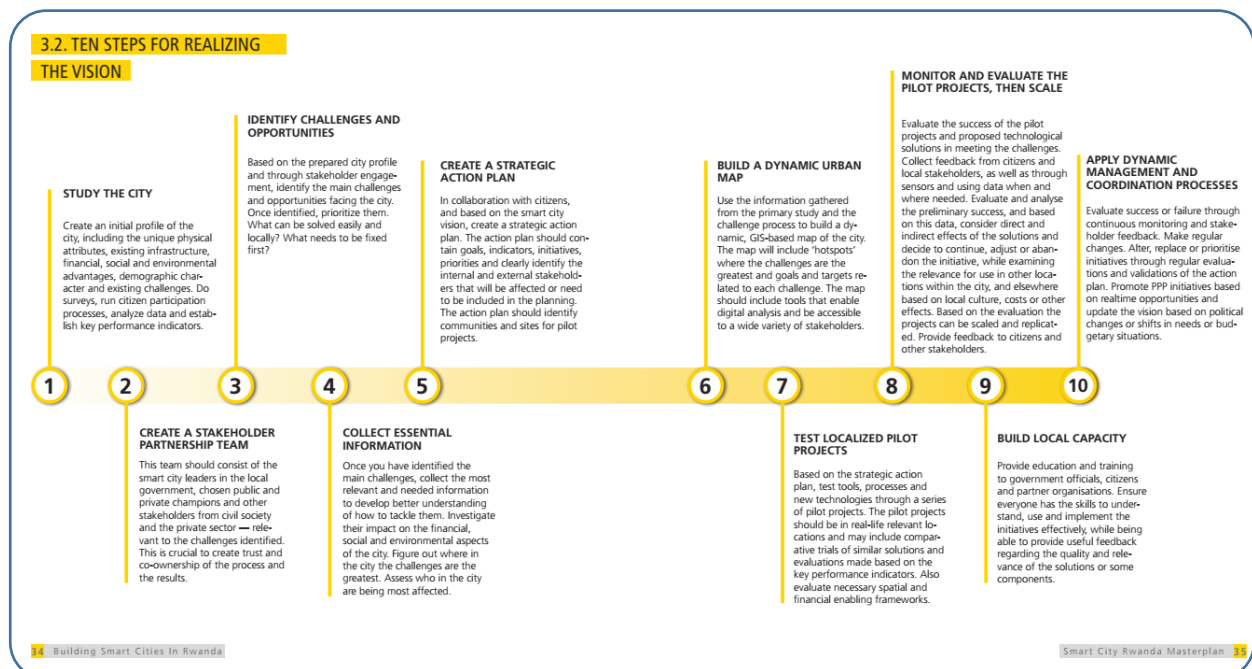 3.2. TEN STEPS FOR REALIZING
THE VISION
STUDY THE CITY
Create an initial profile of the
city, including the unique physical
attributes, existing infrastructure,
financial, social and environmental
advantages, demographic char-
acter and existing challenges. Do
surveys, run citizen participation
processes, analyze data and estab-
lish key performance indicators.
1
2
CREATE A STAKEHOLDER
PARTNERSHIP TEAM
This team should consist of the
smart city leaders in the local
government, chosen public and
private champions and other
stakeholders from civil society
and the private sector — rele-
vant to the challenges identified.
This is crucial to create trust and
co-ownership of the process and
the results.
IDENTIFY CHALLENGES AND
OPPORTUNITIES
Based on the prepared city profile
and through stakeholder engage-
ment, identify the main challenges
and opportunities facing the city.
Once identified, prioritize them.
What can be solved easily and
locally? What needs to be fixed
first?
3
4
COLLECT ESSENTIAL
INFORMATION
Once you have identified the
main challenges, collect the most
relevant and needed information
to develop better understanding
of how to tackle them. Investigate
their impact on the financial,
social and environmental aspects
of the city. Figure out where in
the city the challenges are the
greatest. Assess who in the city
are being most affected.
CREATE A STRATEGIC
ACTION PLAN
In collaboration with citizens,
and based on the smart city
vision, create a strategic action
plan. The action plan should con-
tain goals, indicators, initiatives,
priorities and clearly identify the
internal and external stakehold-
ers that will be affected or need
to be included in the planning.
The action plan should identify
communities and sites for pilot
projects.
5
BUILD A DYNAMIC URBAN
MAP
Use the information gathered
from the primary study and the
challenge process to build a dy-
namic, GIS-based map of the city.
The map will include 'hotspots'
where the challenges are the
greatest and goals and targets re-
lated to each challenge. The map
should include tools that enable
digital analysis and be accessible
to a wide variety of stakeholders.
6
7
TEST LOCALIZED PILOT
PROJECTS
Based on the strategic action
plan, test tools, processes and
new technologies through a series
of pilot projects. The pilot projects
should be in real-life relevant lo-
cations and may include compar-
ative trials of similar solutions and
evaluations made based on the
key performance indicators. Also
evaluate necessary spatial and
financial enabling frameworks.
MONITOR AND EVALUATE THE
PILOT PROJECTS, THEN SCALE
Evaluate the success of the pilot
projects and proposed technological
solutions in meeting the challenges.
Collect feedback from citizens and
local stakeholders, as well as through
sensors and using data when and
where needed. Evaluate and analyse
the preliminary success, and based
on this data, consider direct and
indirect effects of the solutions and
decide to continue, adjust or aban-
don the initiative, while examining
the relevance for use in other loca-
tions within the city, and elsewhere
based on local culture, costs or other
effects. Based on the evaluation the
projects can be scaled and replicat-
ed. Provide feedback to citizens and
other stakeholders.
8
9
BUILD LOCAL CAPACITY
Provide education and training
to government officials, citizens
and partner organisations. Ensure
everyone has the skills to under-
stand, use and implement the
initiatives effectively, while being
able to provide useful feedback
regarding the quality and rele-
vance of the solutions or some
components.
APPLY DYNAMIC
MANAGEMENT AND
COORDINATION PROCESSES
Evaluate success or failure through
continuous monitoring and stake-
holder feedback. Make regular
changes. Alter, replace or prioritise
initiatives through regular evalua-
tions and validations of the action
plan. Promote PPP initiatives based
on realtime opportunities and
update the vision based on political
changes or shifts in needs or bud-
getary situations.
10
34 Building Smart Cities In Rwanda
Smart City Rwanda Masterplan 35